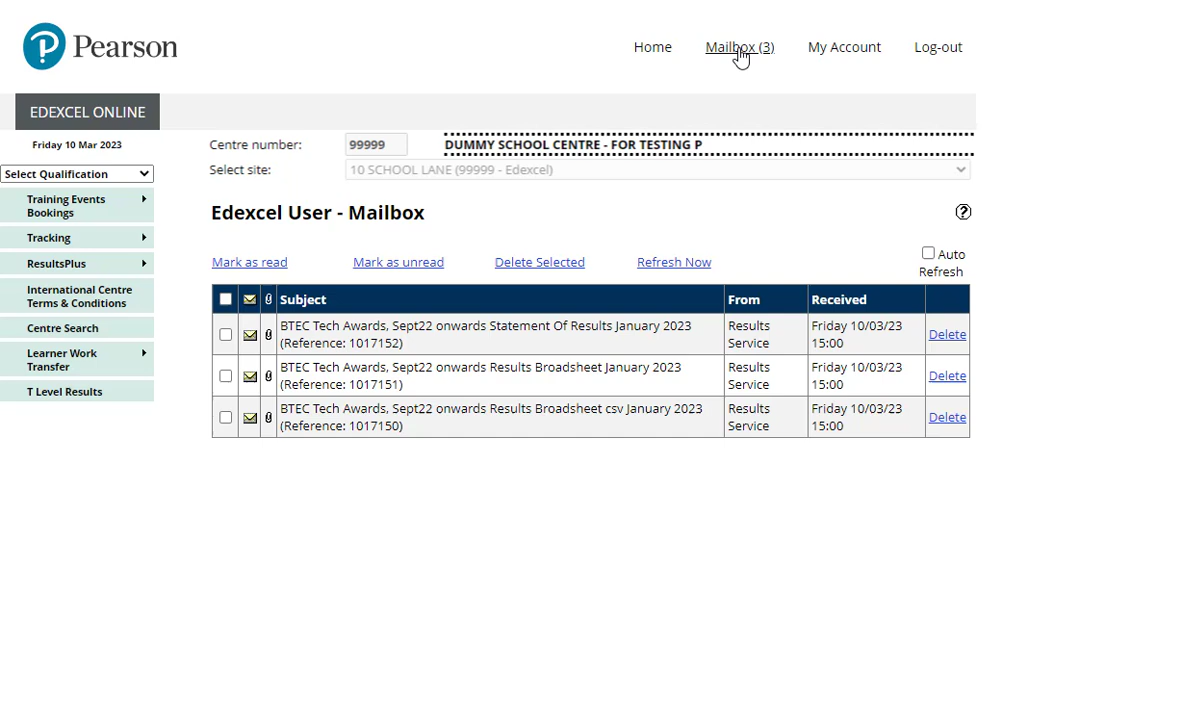 Pearson
Home Mailbox (3) My Account Log-out
EDEXCEL ONLINE
Friday 10 Mar 2023
Centre number: 99999 DUMMY SCHOOL CENTRE - FOR TESTING P
Select site: 10 SCHOOL LANE (99999 - Edexcel)
Select Qualification
Training Events
Bookings
Tracking
ResultsPlus
International Centre
Terms & Conditions
Centre Search
Learner Work
Transfer
T Level Results
Edexcel User - Mailbox
Mark as read Mark as unread Delete Selected Refresh Now Auto
Refresh
Subject From Received
BTEC Tech Awards, Sept22 onwards Statement Of Results January 2023 Results Friday 10/03/23 Delete
(Reference: 1017152) Service 15:00
BTEC Tech Awards, Sept22 onwards Results Broadsheet January 2023 Results Friday 10/03/23 Delete
(Reference: 1017151) Service 15:00
BTEC Tech Awards, Sept22 onwards Results Broadsheet csv January 2023 Results Friday 10/03/23 Delete
(Reference: 1017150) Service 15:00